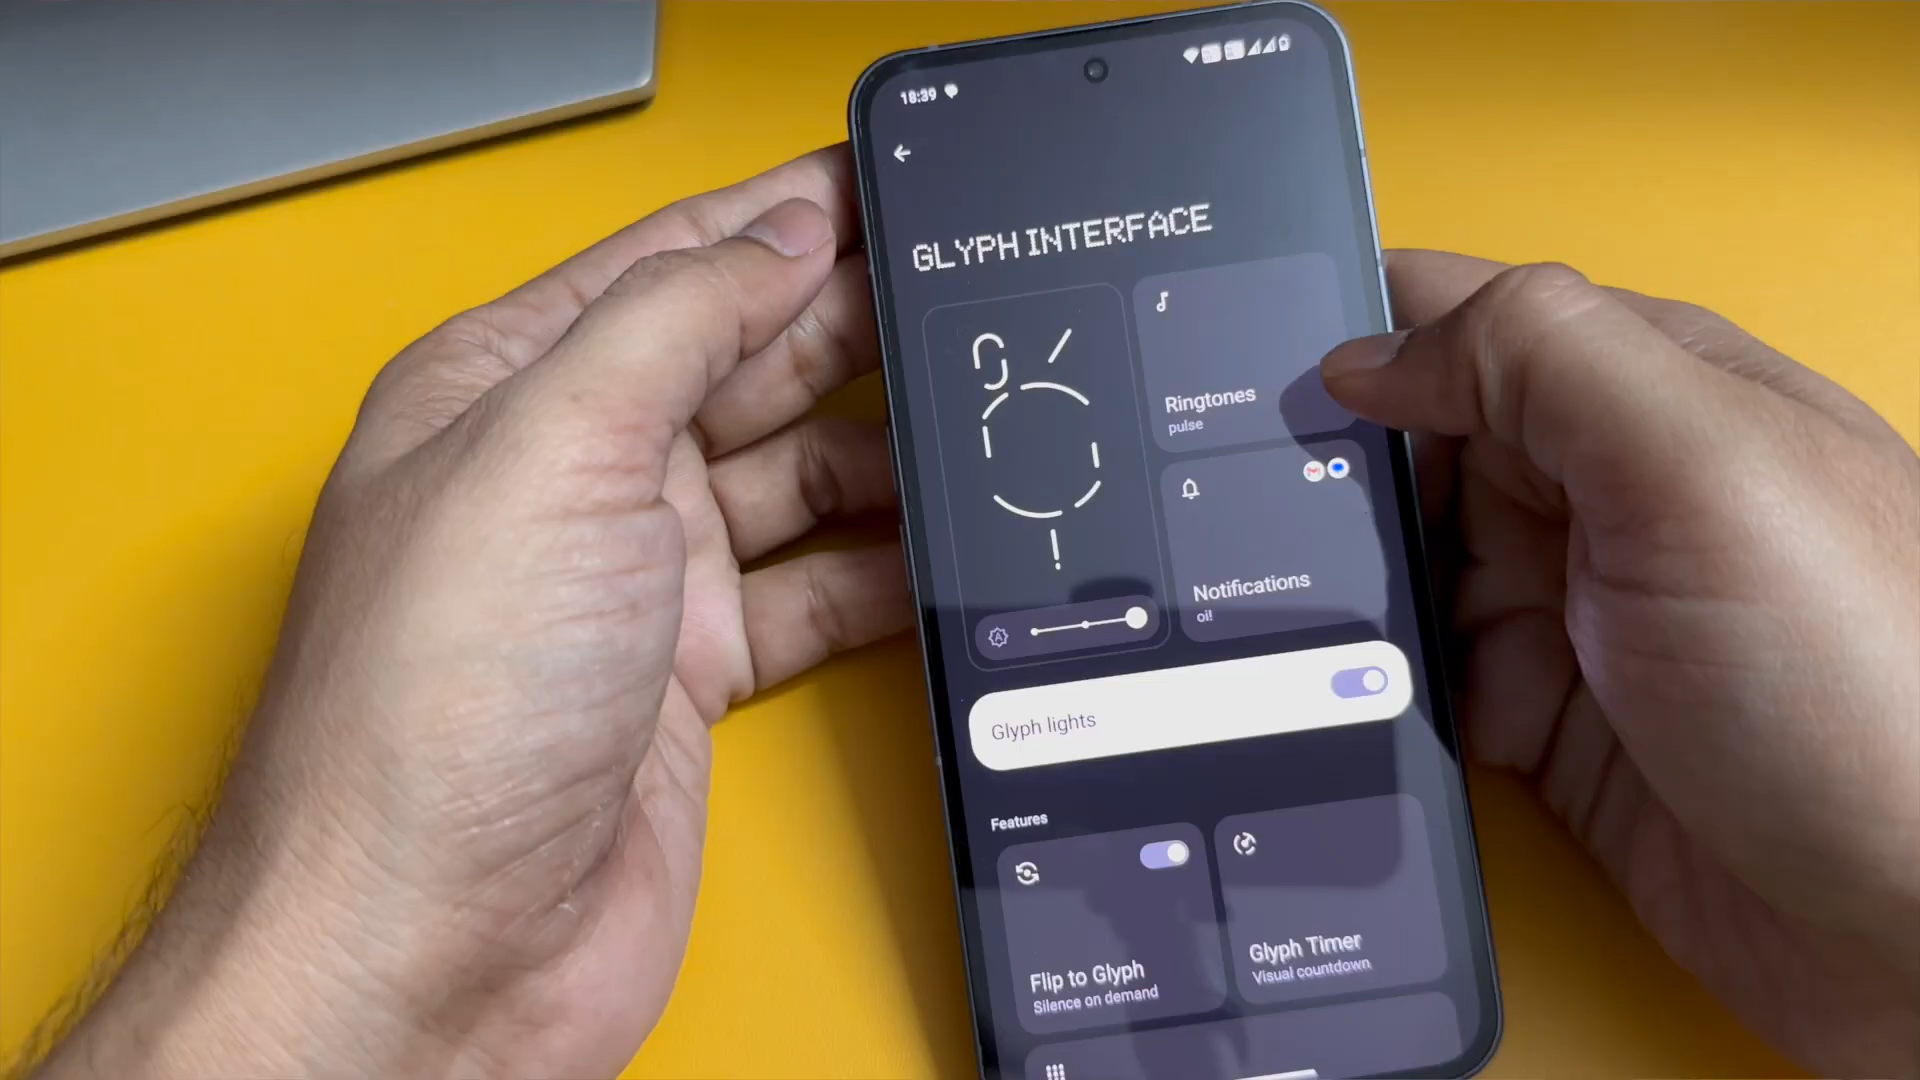 18:39
GLYPH INTERFACE
Ringtones
pulse
Notifications
oi!
Glyph lights
Features
Flip to Glyph
Silence on demand
Glyph Timer
Visual countdown